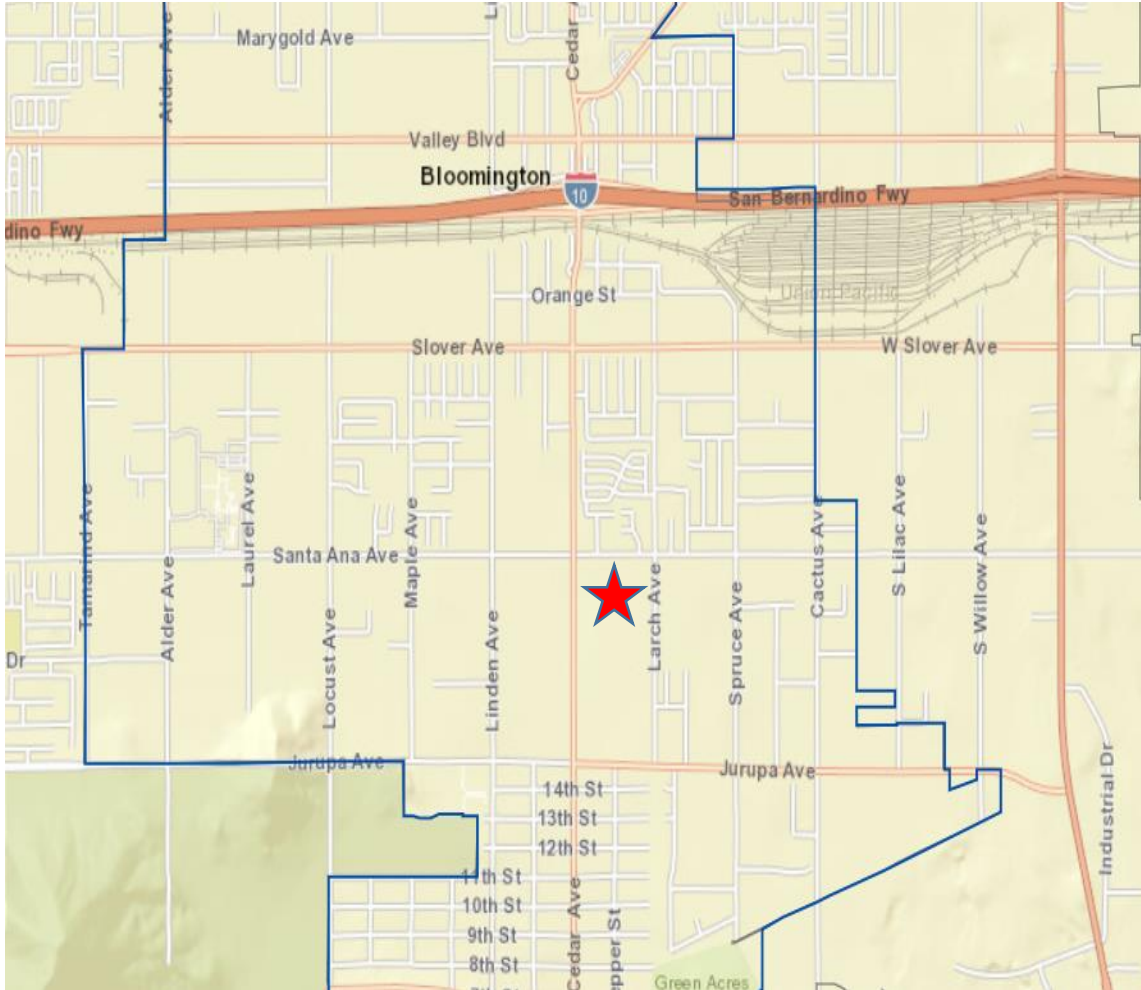 Marygold Ave
Alder Ave
Cedar
Valley Blvd
Bloomington
10
San Bernardino Fwy
dino Fwy
Orange St
Union Pacific
Slover Ave
W Slover Ave
Tamarind Ave
Alder Ave
Laurel Ave
Santa Ana Ave
Locust Ave
Maple Ave
Linden Ave
Larch Ave
Spruce Ave
Cactus Ave
S Lilac Ave
S Willow Ave
Dr
Jurupa Ave
Jurupa Ave
Industrial Dr
14th St
13th St
12th St
11th St
10th St
9th St
8th St
Cedar Ave
epper St
Green Acres